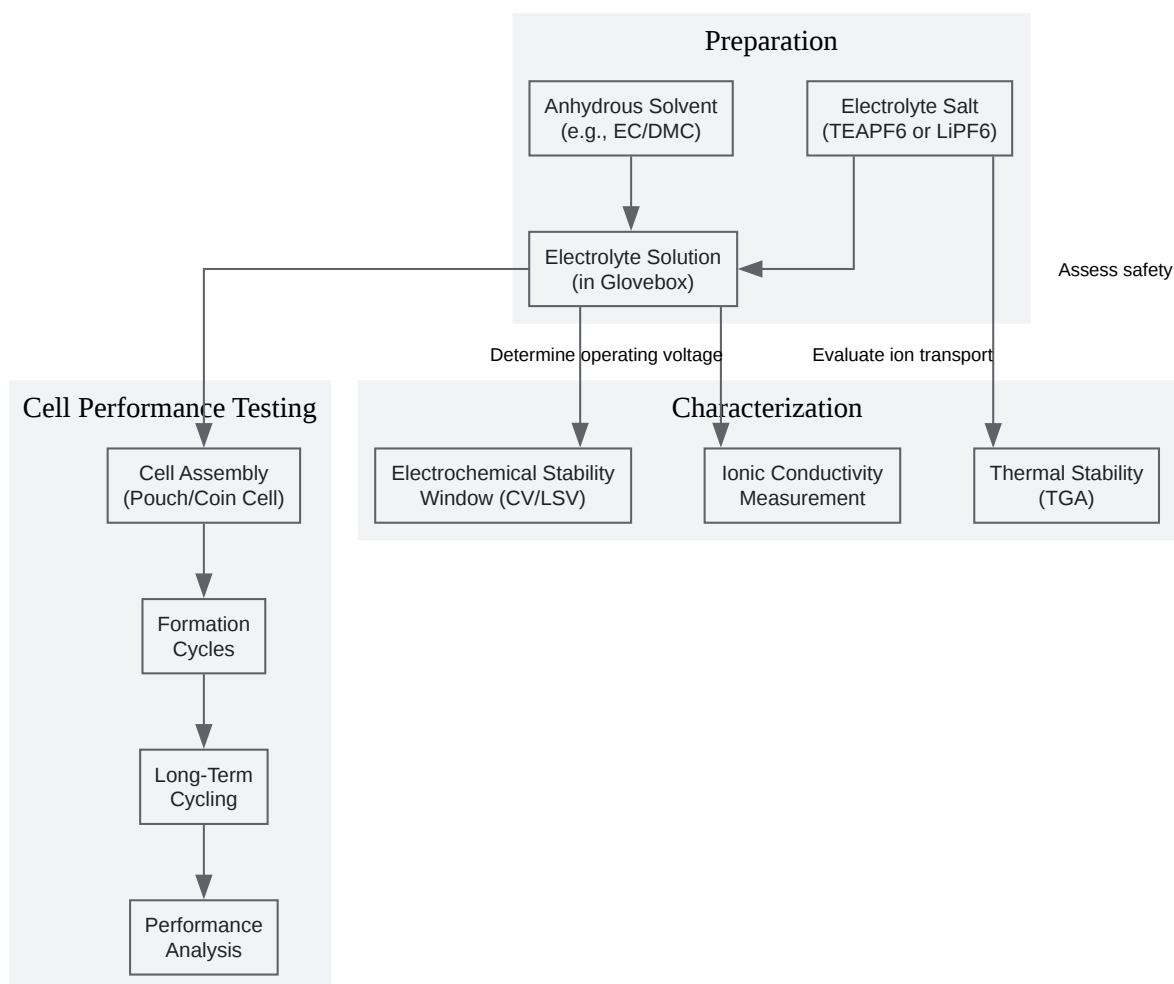 Preparation
Anhydrous Solvent
(e.g., EC/DMC)
Electrolyte Salt
(TEAPF6 or LiPF6)
Electrolyte Solution
(in Glovebox)
Assess safety
Determine operating voltage
Evaluate ion transport
Cell Performance Testing
Characterization
Cell Assembly
(Pouch/Coin Cell)
Electrochemical Stability
Window (CV/LSV)
Ionic Conductivity
Measurement
Thermal Stability
(TGA)
Formation
Cycles
Long-Term
Cycling
Performance
Analysis